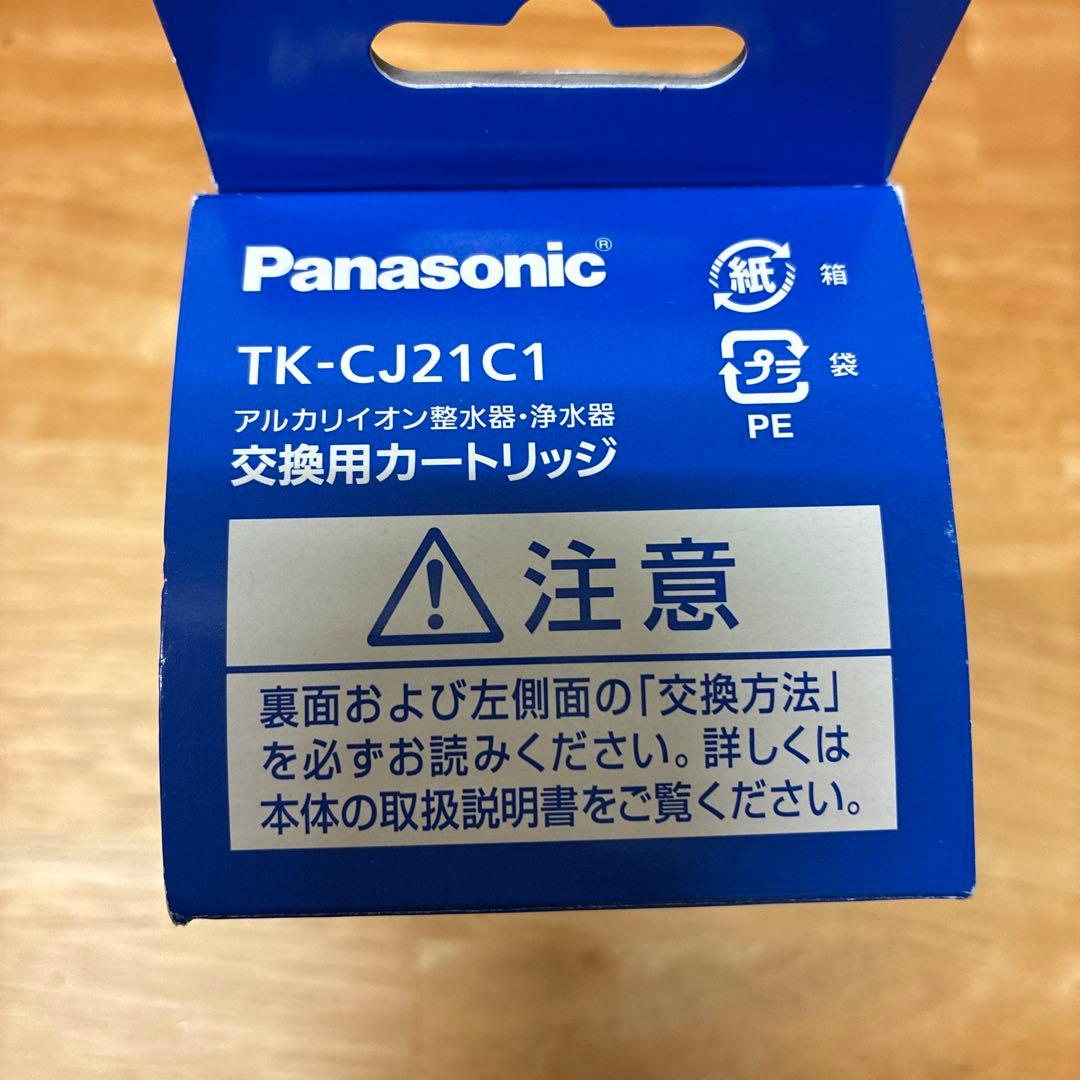 Panasonic®
TK-CJ21C1
アルカリイオン整水器・浄水器
交換用カートリッジ
紙 箱
プラ 袋
PE
注意
裏面および左側面の「交換方法」
を必ずお読みください。詳しくは
本体の取扱説明書をご覧ください。